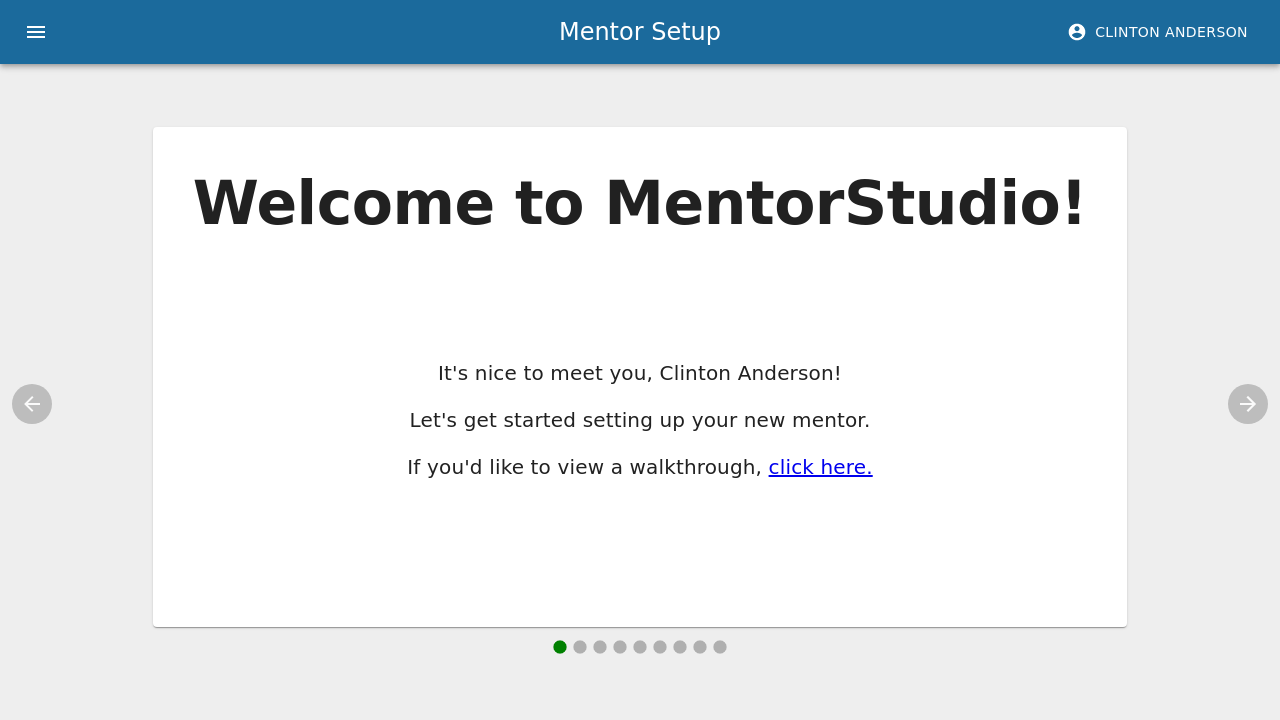 Mentor Setup
CLINTON ANDERSON
Welcome to MentorStudio!
It's nice to meet you, Clinton Anderson!
Let's get started setting up your new mentor.
If you'd like to view a walkthrough, click here.